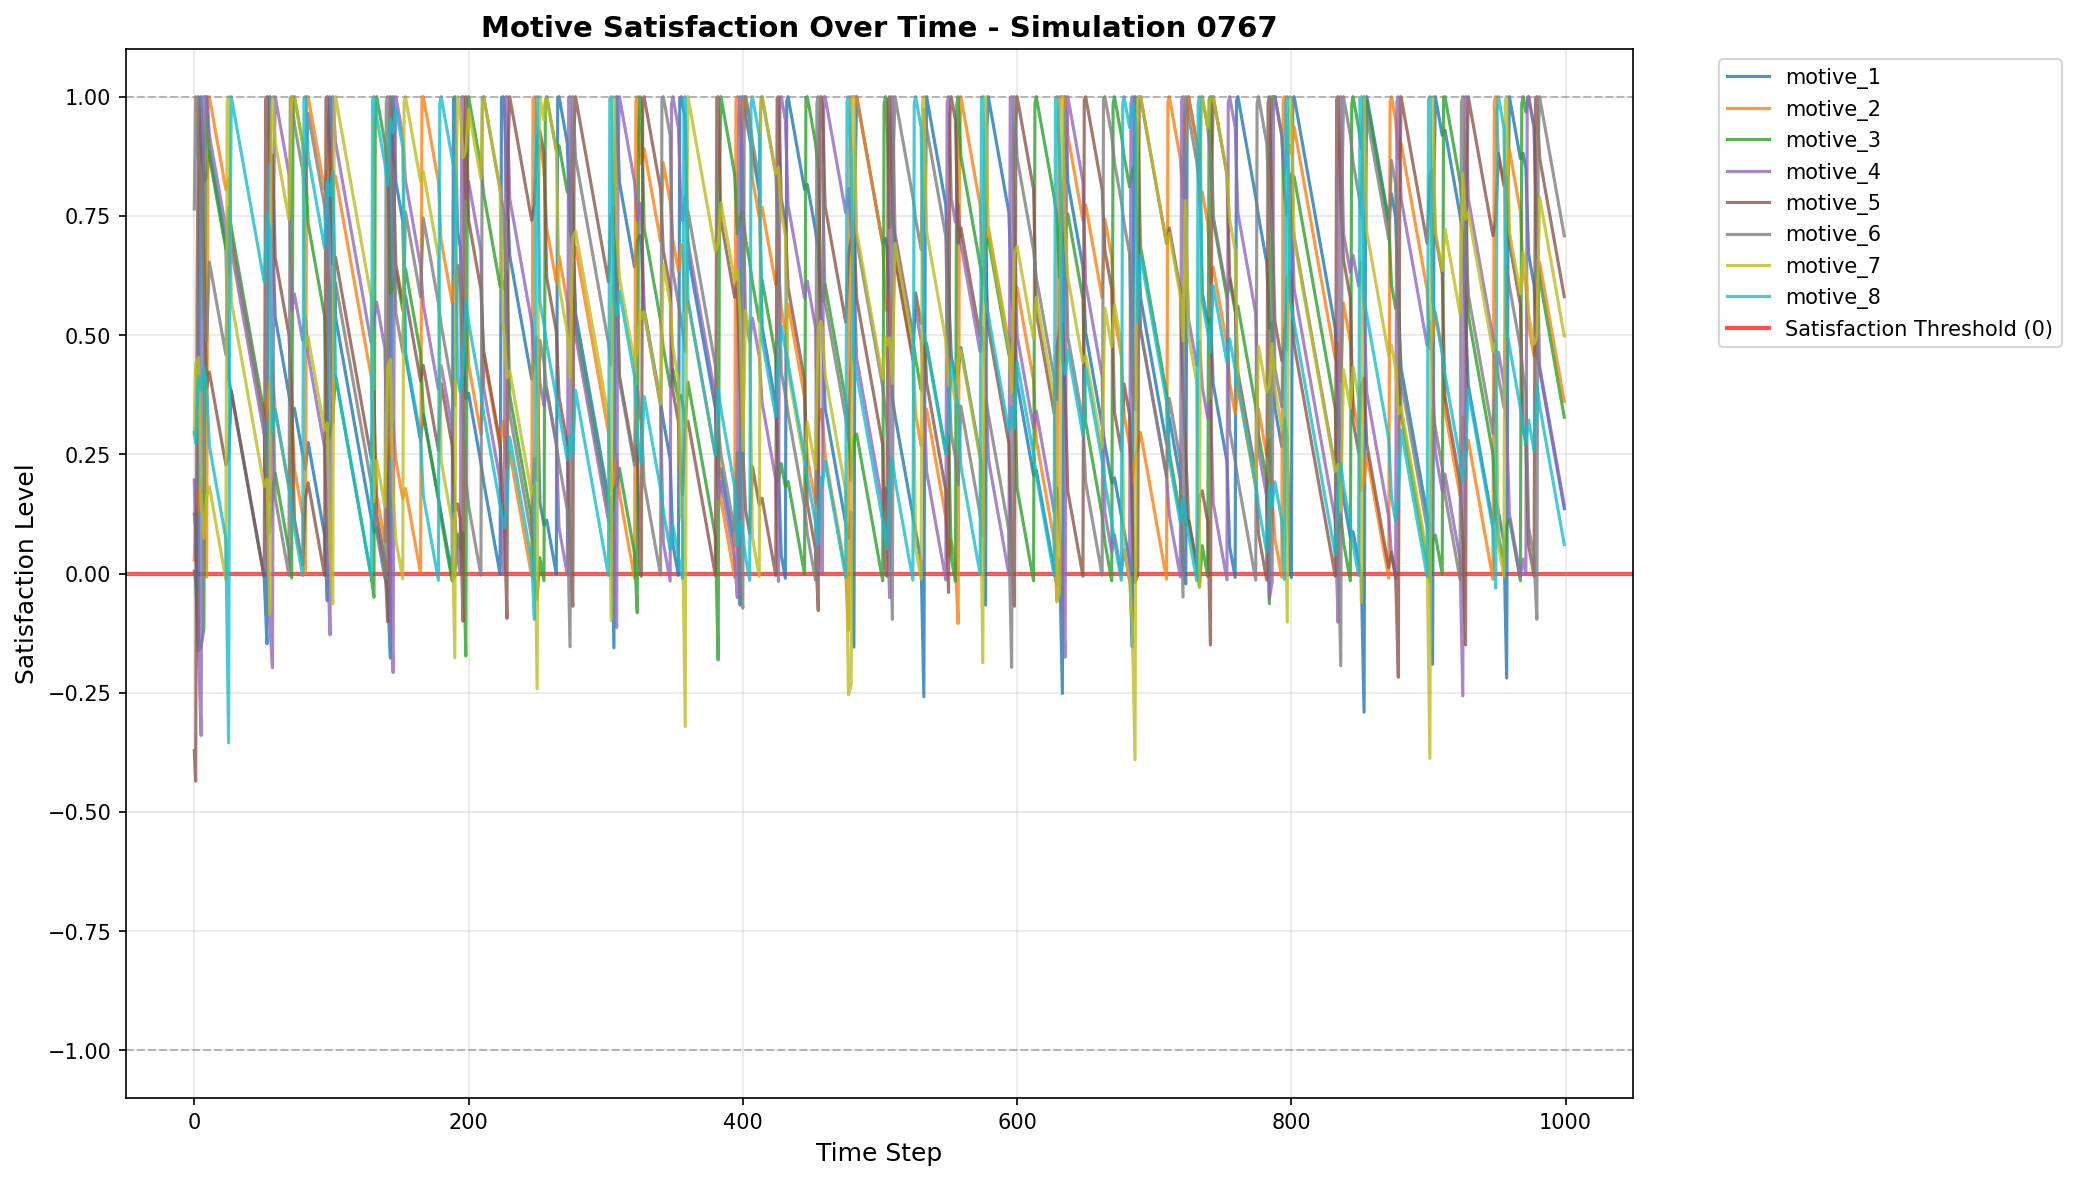 Motive Satisfaction Over Time - Simulation 0767
1.00
0.75
0.50
0.25
0.00
−0.25
−0.50
−0.75
−1.00
Satisfaction Level
0
200
400
600
800
1000
Time Step
motive_1
motive_2
motive_3
motive_4
motive_5
motive_6
motive_7
motive_8
Satisfaction Threshold (0)